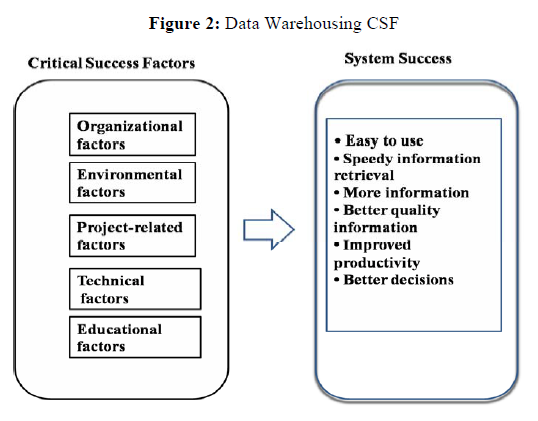 Figure 2: Data Warehousing CSF
Critical Success Factors
Organizational
factors
Environmental
factors
Project-related
factors
Technical
factors
Educational
factors
System Success
• Easy to use
• Speedy information
retrieval
• More information
• Better quality
information
• Improved
productivity
• Better decisions